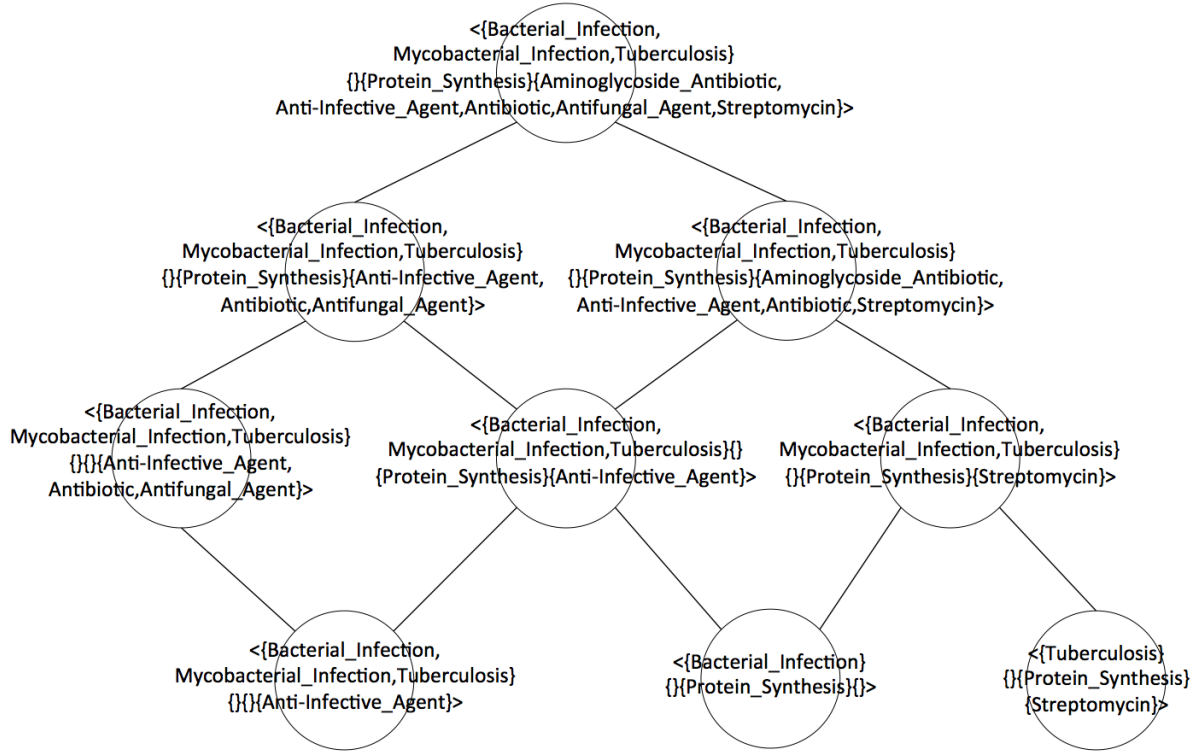 <{Bacterial_Infection,
Mycobacterial_Infection,Tuberculosis}
{}{Protein_Synthesis}{Aminoglycoside_Antibiotic,
Anti-Infective_Agent,Antibiotic,Antifungal_Agent,Streptomycin}>
<{Bacterial_Infection,
Mycobacterial_Infection,Tuberculosis}
{}{Protein_Synthesis}{Anti-Infective_Agent,
Antibiotic,Antifungal_Agent}>
<{Bacterial_Infection,
Mycobacterial_Infection,Tuberculosis}
{}{Protein_Synthesis}{Aminoglycoside_Antibiotic,
Anti-Infective_Agent,Antibiotic,Streptomycin}>
<{Bacterial_Infection,
Mycobacterial_Infection,Tuberculosis}
{}{}{Anti-Infective_Agent,
Antibiotic,Antifungal_Agent}>
<{Bacterial_Infection,
Mycobacterial_Infection,Tuberculosis}{}
{Protein_Synthesis}{Anti-Infective_Agent}>
<{Bacterial_Infection,
Mycobacterial_Infection,Tuberculosis}
{}{Protein_Synthesis}{Streptomycin}>
<{Bacterial_Infection,
Mycobacterial_Infection,Tuberculosis}
{}{}{Anti-Infective_Agent}>
<{Bacterial_Infection}
{}{Protein_Synthesis}{}>
<{Tuberculosis}
{}{Protein_Synthesis}
{Streptomycin}>